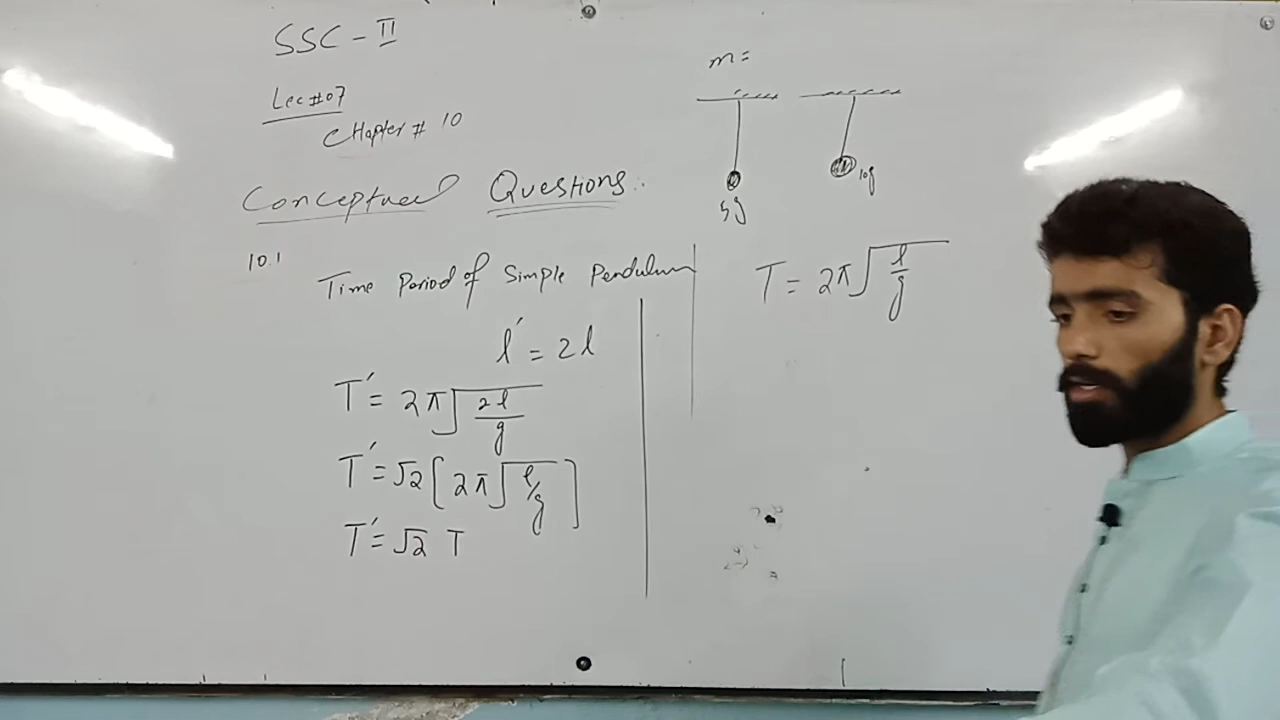 SSC - II
Lec #07
CHapter # 10
Conceptual Questions:.
10.1
Time Period of Simple Pendulum
l' = 2l
T' = 2π√(2l/g)
T' = √2 [2π√(l/g)]
T' = √2 T
m =
5g
10g
T = 2π√(l/g)